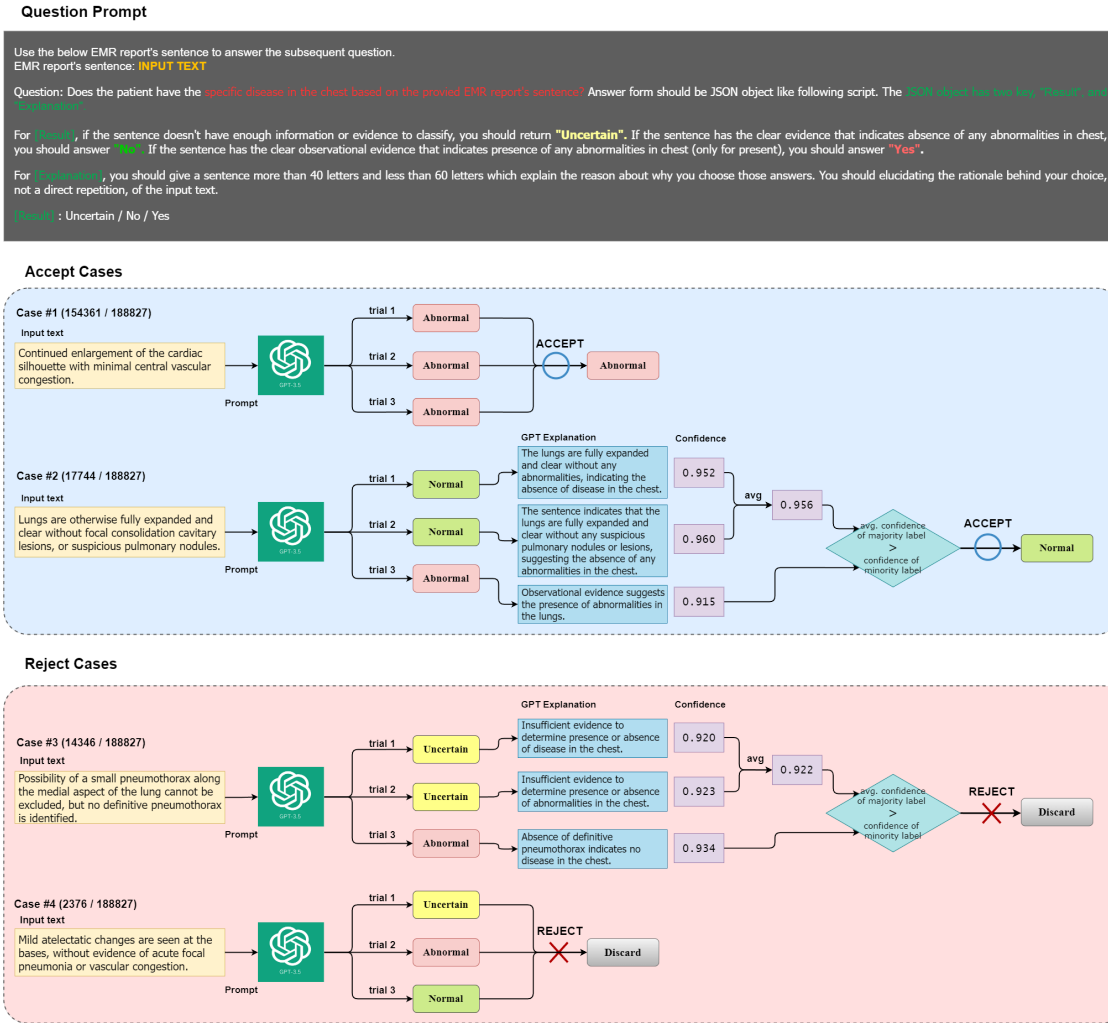 Question Prompt
Use the below EMR report's sentence to answer the subsequent question.
EMR report's sentence: INPUT TEXT
Question: Does the patient have the specific disease in the chest based on the provied EMR report's sentence? Answer form should be JSON object like following script. The JSON object has two key, "Result", and
"Explanation".
For [Result], if the sentence doesn't have enough information or evidence to classify, you should return "Uncertain". If the sentence has the clear evidence that indicates absence of any abnormalities in chest,
you should answer "No". If the sentence has the clear observational evidence that indicates presence of any abnormalities in chest (only for present), you should answer "Yes".
For [Explanation], you should give a sentence more than 40 letters and less than 60 letters which explain the reason about why you choose those answers. You should elucidating the rationale behind your choice,
not a direct repetition, of the input text.
[Result] : Uncertain / No / Yes
Accept Cases
Case #1 (154361 / 188827)
Input text
Continued enlargement of the cardiac
silhouette with minimal central vascular
congestion.
Prompt
GPT-3.5
trial 1
Abnormal
trial 2
Abnormal
trial 3
Abnormal
ACCEPT
Abnormal
GPT Explanation
Confidence
Case #2 (17744 / 188827)
Input text
Lungs are otherwise fully expanded and
clear without focal consolidation cavitary
lesions, or suspicious pulmonary nodules.
Prompt
GPT-3.5
trial 1
Normal
The lungs are fully expanded
and clear without any
abnormalities, indicating the
absence of disease in the chest.
0.952
trial 2
Normal
The sentence indicates that the
lungs are fully expanded and
clear without any suspicious
pulmonary nodules or lesions,
suggesting the absence of any
abnormalities in the chest.
0.960
trial 3
Abnormal
Observational evidence suggests
the presence of abnormalities in
the lungs.
0.915
avg
0.956
avg. confidence
of majority label
>
confidence of
minority label
ACCEPT
Normal
Reject Cases
GPT Explanation
Confidence
Case #3 (14346 / 188827)
Input text
Possibility of a small pneumothorax along
the medial aspect of the lung cannot be
excluded, but no definitive pneumothorax
is identified.
Prompt
GPT-3.5
trial 1
Uncertain
Insufficient evidence to
determine presence or absence
of disease in the chest.
0.920
trial 2
Uncertain
Insufficient evidence to
determine presence or absence
of abnormalities in the chest.
0.923
trial 3
Abnormal
Absence of definitive
pneumothorax indicates no
disease in the chest.
0.934
avg
0.922
avg. confidence
of majority label
>
confidence of
minority label
REJECT
Discard
Case #4 (2376 / 188827)
Input text
Mild atelectatic changes are seen at the
bases, without evidence of acute focal
pneumonia or vascular congestion.
Prompt
GPT-3.5
trial 1
Uncertain
trial 2
Abnormal
trial 3
Normal
REJECT
Discard